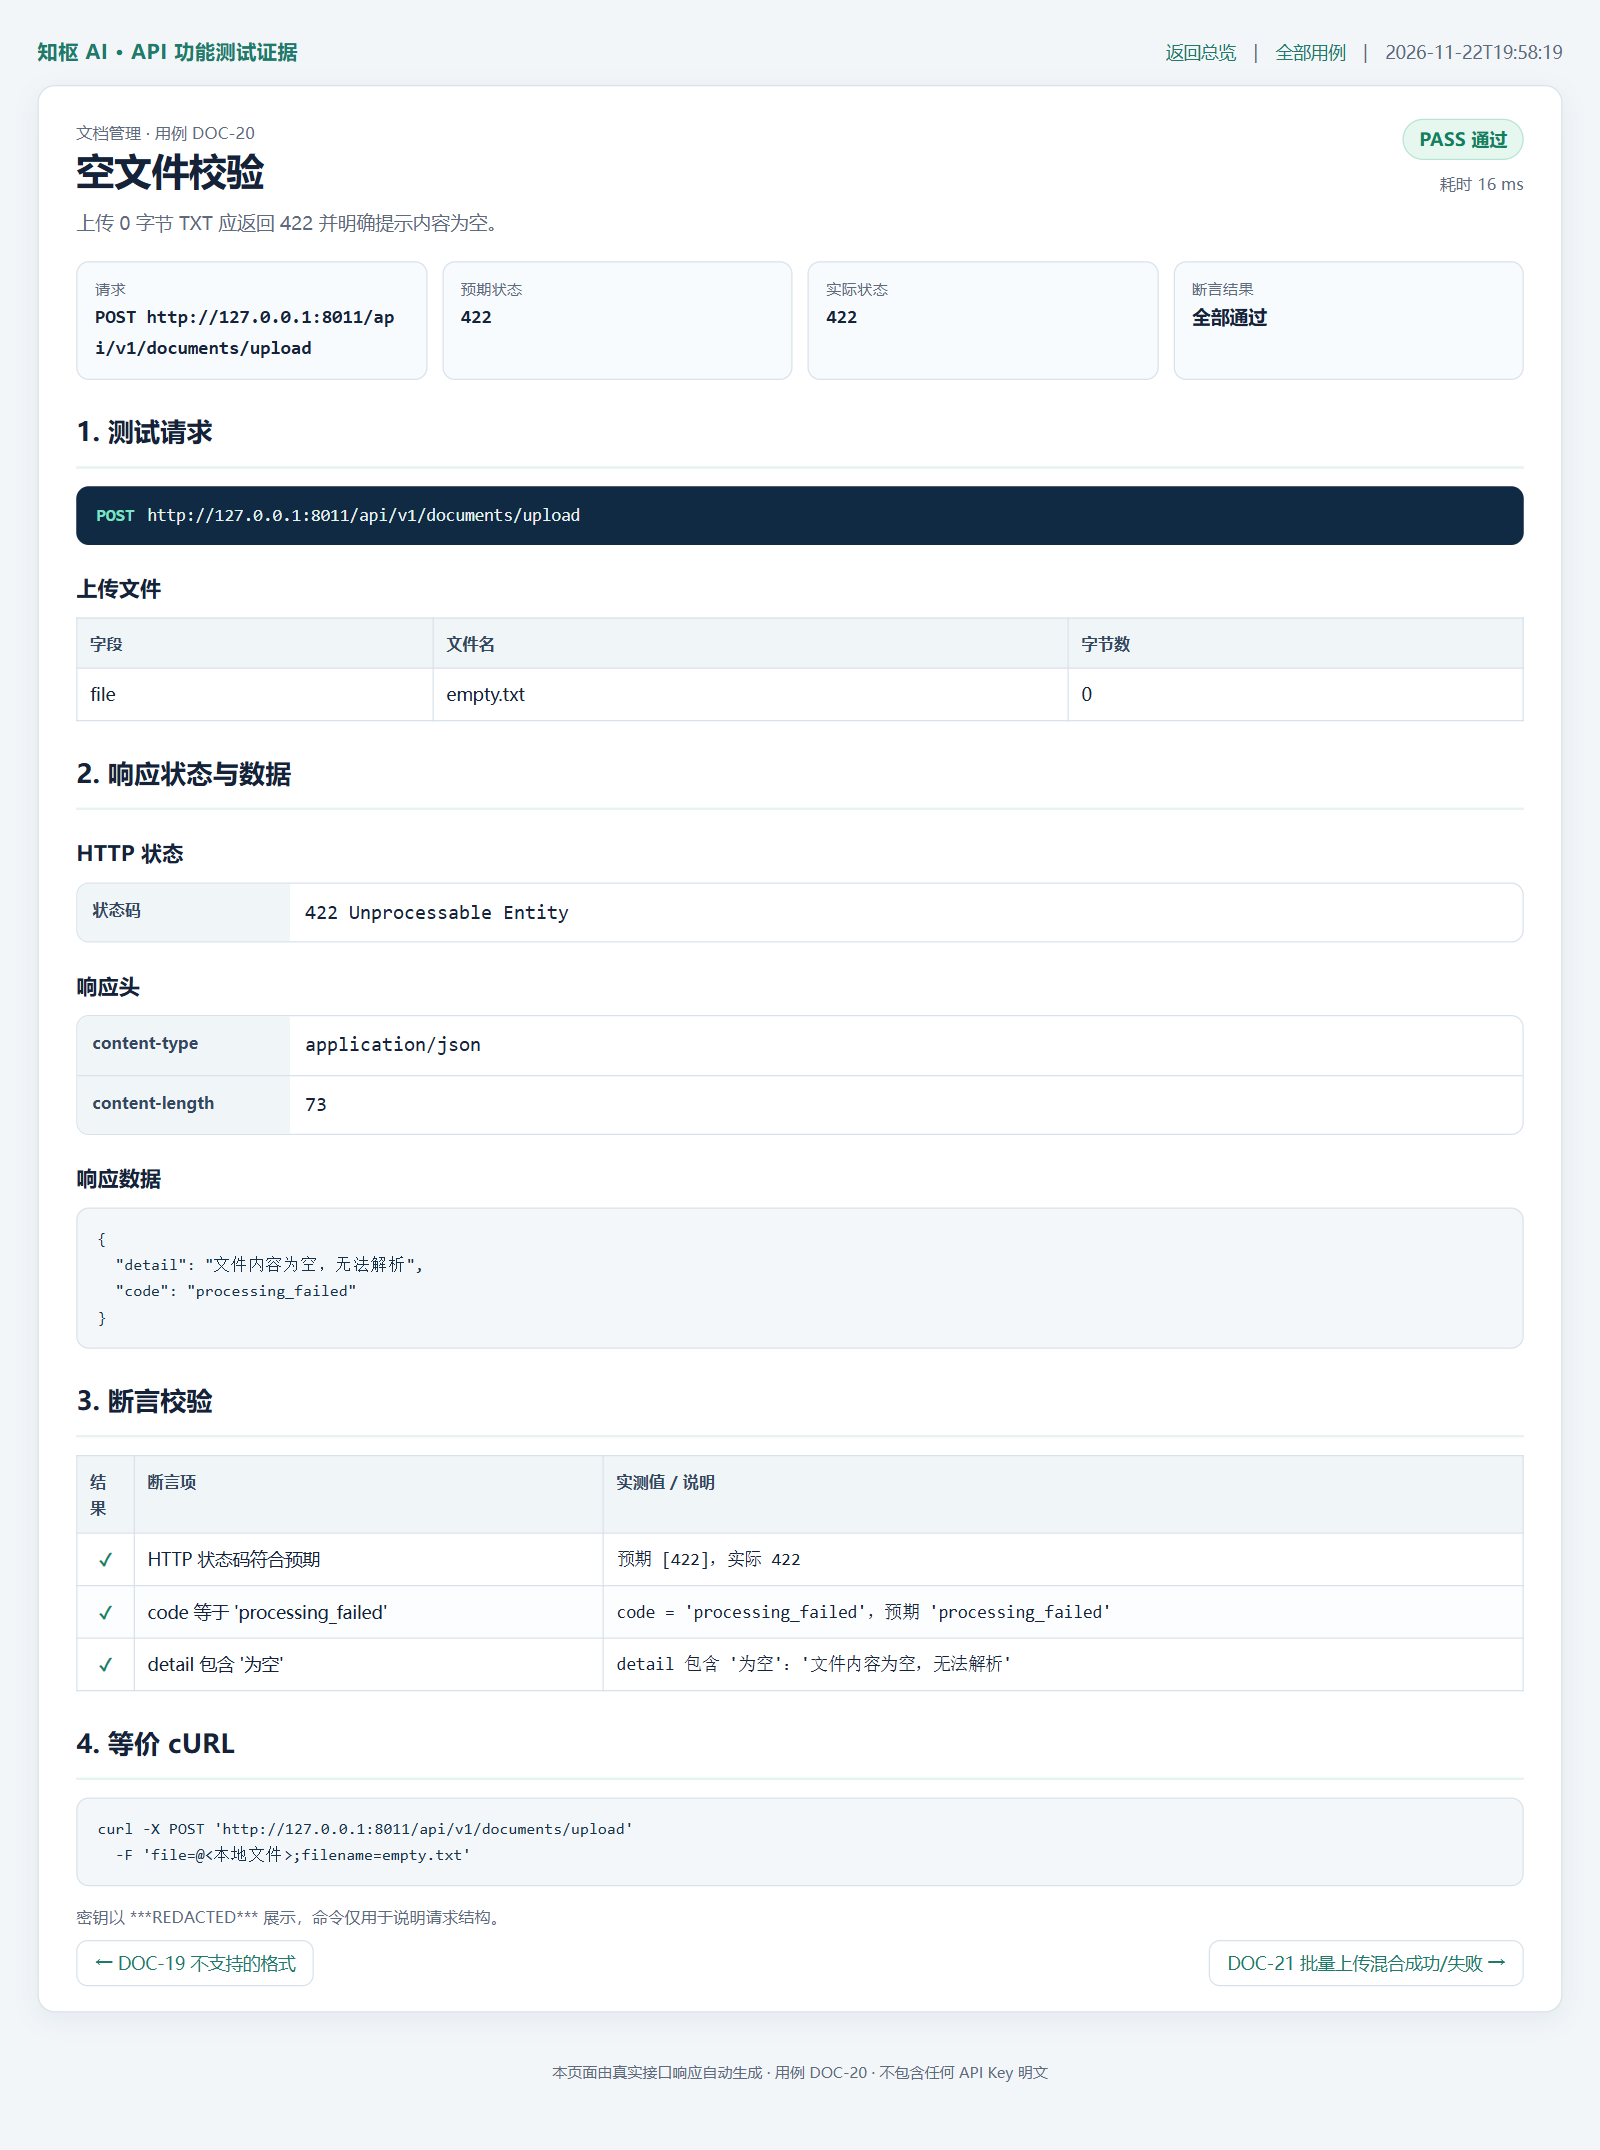 知枢 AI · API 功能测试证据
返回总览 | 全部用例 | 2026-11-22T19:58:19
文档管理 · 用例 DOC-20
PASS 通过
空文件校验
耗时 16 ms
上传 0 字节 TXT 应返回 422 并明确提示内容为空。
请求
POST http://127.0.0.1:8011/ap
i/v1/documents/upload
预期状态
422
实际状态
422
断言结果
全部通过
1. 测试请求
POST http://127.0.0.1:8011/api/v1/documents/upload
上传文件
字段 文件名 字节数
file empty.txt 0
2. 响应状态与数据
HTTP 状态
状态码 422 Unprocessable Entity
响应头
content-type application/json
content-length 73
响应数据
{
"detail": "文件内容为空，无法解析",
"code": "processing_failed"
}
3. 断言校验
结果 断言项 实测值 / 说明
✓ HTTP 状态码符合预期 预期 [422]，实际 422
✓ code 等于 'processing_failed' code = 'processing_failed'，预期 'processing_failed'
✓ detail 包含 '为空' detail 包含 '为空'：'文件内容为空，无法解析'
4. 等价 cURL
curl -X POST 'http://127.0.0.1:8011/api/v1/documents/upload'
-F 'file=@<本地文件>;filename=empty.txt'
密钥以 ***REDACTED*** 展示，命令仅用于说明请求结构。
← DOC-19 不支持的格式
DOC-21 批量上传混合成功/失败 →
本页面由真实接口响应自动生成 · 用例 DOC-20 · 不包含任何 API Key 明文